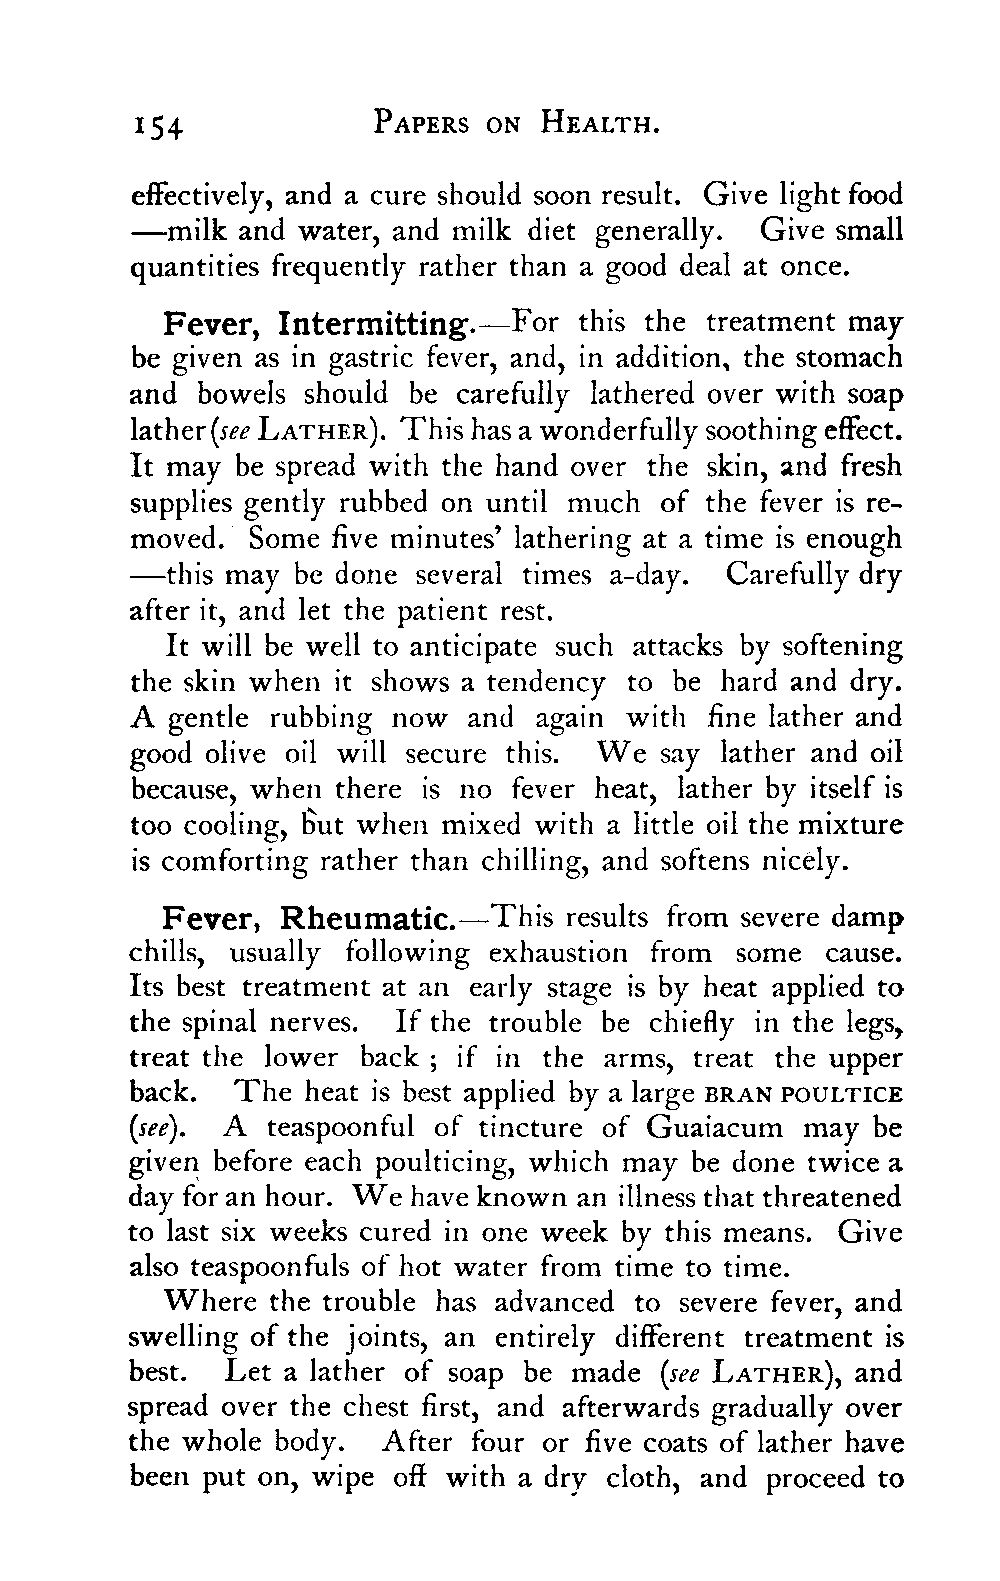 154 PAPERS ON HEALTH.
effectively, and a cure should soon result. Give light food
—milk and water, and milk diet generally. Give small
quantities frequently rather than a good deal at once.
Fever, Intermitting.—For this the treatment may
be given as in gastric fever, and, in addition, the stomach
and bowels should be carefully lathered over with soap
lather (see LATHER). This has a wonderfully soothing effect.
It may be spread with the hand over the skin, and fresh
supplies gently rubbed on until much of the fever is re-
moved. Some five minutes' lathering at a time is enough
—this may be done several times a-day. Carefully dry
after it, and let the patient rest.
It will be well to anticipate such attacks by softening
the skin when it shows a tendency to be hard and dry.
A gentle rubbing now and again with fine lather and
good olive oil will secure this. We say lather and oil
because, when there is no fever heat, lather by itself is
too cooling, but when mixed with a little oil the mixture
is comforting rather than chilling, and softens nicely.
Fever, Rheumatic.—This results from severe damp
chills, usually following exhaustion from some cause.
Its best treatment at an early stage is by heat applied to
the spinal nerves. If the trouble be chiefly in the legs,
treat the lower back ; if in the arms, treat the upper
back. The heat is best applied by a large BRAN POULTICE
(see). A teaspoonful of tincture of Guaiacum may be
given before each poulticing, which may be done twice a
day for an hour. We have known an illness that threatened
to last six weeks cured in one week by this means. Give
also teaspoonfuls of hot water from time to time.
Where the trouble has advanced to severe fever, and
swelling of the joints, an entirely different treatment is
best. Let a lather of soap be made (see LATHER), and
spread over the chest first, and afterwards gradually over
the whole body. After four or five coats of lather have
been put on, wipe off with a dry cloth, and proceed to